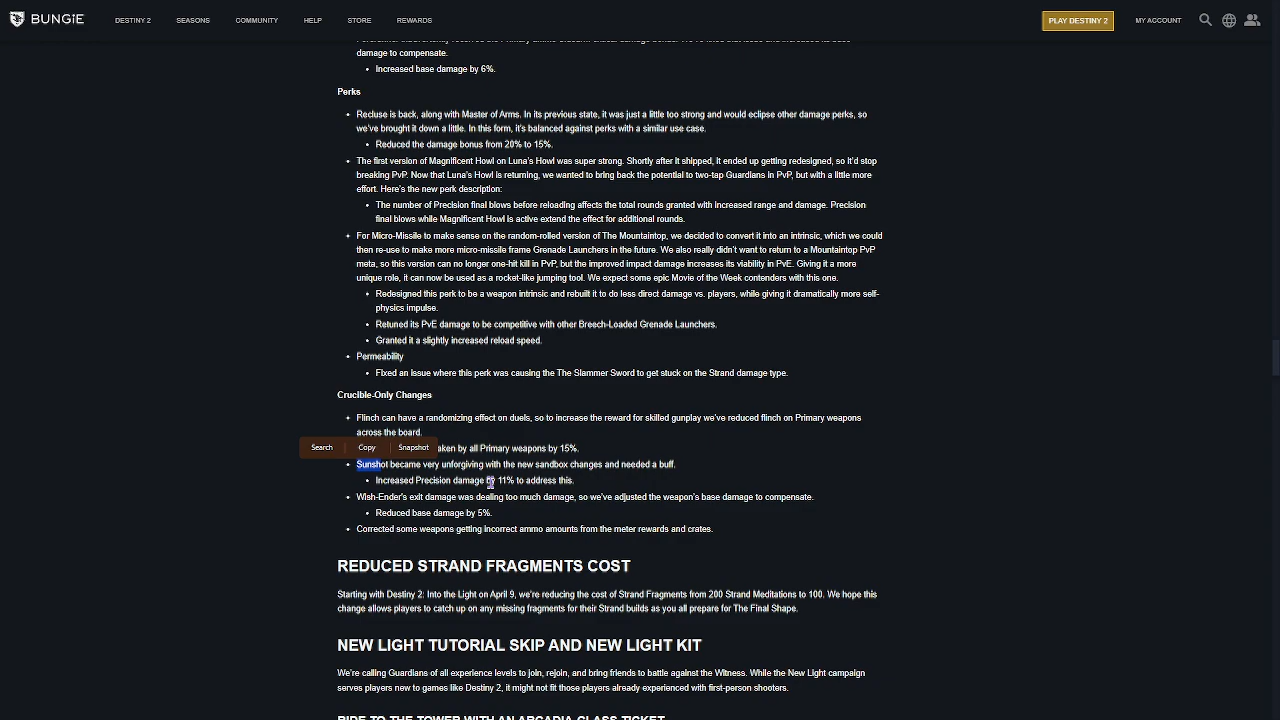 BUNGiE
DESTINY 2
SEASONS
COMMUNITY
HELP
STORE
REWARDS
PLAY DESTINY 2
MY ACCOUNT
damage to compensate.
Increased base damage by 6%.
Perks
Recluse is back, along with Master of Arms. In its previous state, it was just a little too strong and would eclipse other damage perks, so
we've brought it down a little. In this form, it's balanced against perks with a similar use case.
Reduced the damage bonus from 20% to 15%.
The first version of Magnificent Howl on Luna's Howl was super strong. Shortly after it shipped, it ended up getting redesigned, so it'd stop
breaking PvP. Now that Luna's Howl is returning, we wanted to bring back the potential to two-tap Guardians in PvP, but with a little more
effort. Here's the new perk description:
The number of Precision final blows before reloading affects the total rounds granted with increased range and damage. Precision
final blows while Magnificent Howl is active extend the effect for additional rounds.
For Micro-Missile to make sense on the random-rolled version of The Mountaintop, we decided to convert it into an intrinsic, which we could
then re-use to make more micro-missile frame Grenade Launchers in the future. We also really didn't want to return to a Mountaintop PvP
meta, so this version can no longer one-hit kill in PvP, but the improved impact damage increases its viability in PvE. Giving it a more
unique role, it can now be used as a rocket-like jumping tool. We expect some epic Movie of the Week contenders with this one.
Redesigned this perk to be a weapon intrinsic and rebuilt it to do less direct damage vs. players, while giving it dramatically more self-
physics impulse.
Retuned its PvE damage to be competitive with other Breech-Loaded Grenade Launchers.
Granted it a slightly increased reload speed.
Permeability
Fixed an issue where this perk was causing the The Slammer Sword to get stuck on the Strand damage type.
Crucible-Only Changes
Flinch can have a randomizing effect on duels, so to increase the reward for skilled gunplay we've reduced flinch on Primary weapons
across the board.
Search Copy Snapshot
aken by all Primary weapons by 15%.
Sunshot became very unforgiving with the new sandbox changes and needed a buff.
Increased Precision damage by 11% to address this.
Wish-Ender's exit damage was dealing too much damage, so we've adjusted the weapon's base damage to compensate.
Reduced base damage by 5%.
Corrected some weapons getting incorrect ammo amounts from the meter rewards and crates.
REDUCED STRAND FRAGMENTS COST
Starting with Destiny 2: Into the Light on April 9, we're reducing the cost of Strand Fragments from 200 Strand Meditations to 100. We hope this
change allows players to catch up on any missing fragments for their Strand builds as you all prepare for The Final Shape.
NEW LIGHT TUTORIAL SKIP AND NEW LIGHT KIT
We're calling Guardians of all experience levels to join, rejoin, and bring friends to battle against the Witness. While the New Light campaign
serves players new to games like Destiny 2, it might not fit those players already experienced with first-person shooters.
RIDE TO THE TOWER WITH AN ARCADIA-CLASS TICKET